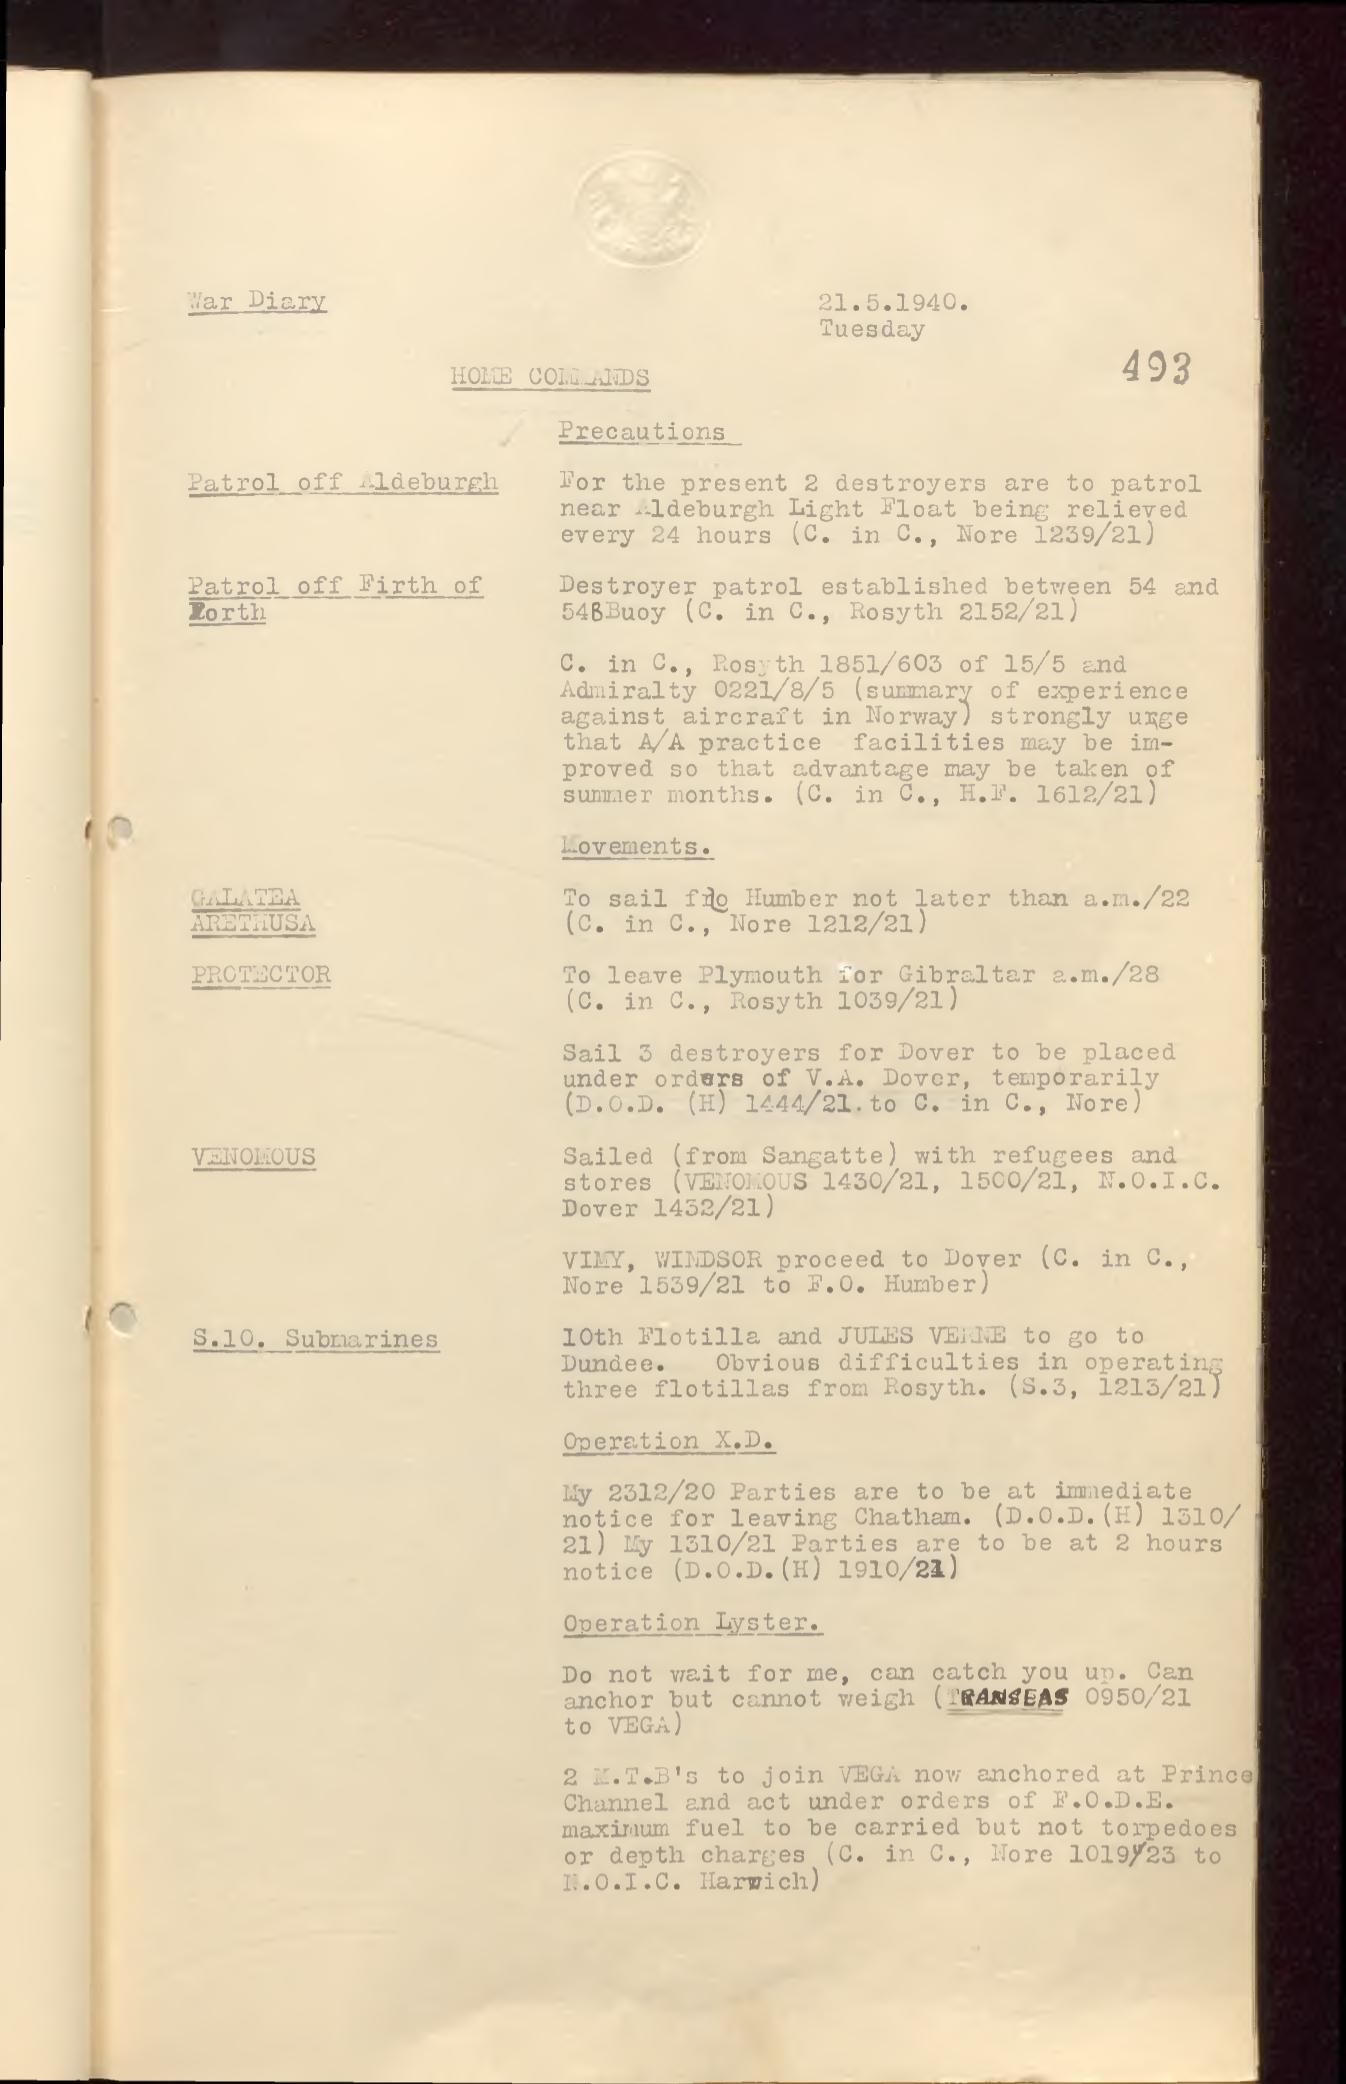 War Diary
21.5.1940.
Tuesday
493
HOME COMMANDS
Precautions
Patrol off Aldeburgh
For the present 2 destroyers are to patrol
near Aldeburgh Light Float being relieved
every 24 hours (C. in C., Nore 1239/21)
Patrol off Firth of
Forth
Destroyer patrol established between 54 and
54B Buoy (C. in C., Rosyth 2152/21)
C. in C., Rosyth 1851/603 of 15/5 and
Admiralty 0221/8/5 (summary of experience
against aircraft in Norway) strongly urge
that A/A practice facilities may be im-
proved so that advantage may be taken of
summer months. (C. in C., H.F. 1612/21)
Movements.
GALATEA
ARETHUSA
To sail Humber not later than a.m./22
(C. in C., Nore 1212/21)
PROTECTOR
To leave Plymouth for Gibraltar a.m./28
(C. in C., Rosyth 1039/21)
Sail 3 destroyers for Dover to be placed
under orders of V.A. Dover, temporarily
(D.O.D. (H) 1444/21.to C. in C., Nore)
VENOMOUS
Sailed (from Sangatte) with refugees and
stores (VENOMOUS 1430/21, 1500/21, N.O.I.C.
Dover 1432/21)
VIMY, WINDSOR proceed to Dover (C. in C.,
Nore 1539/21 to F.O. Humber)
S.10. Submarines
10th Flotilla and JULES VERNE to go to
Dundee. Obvious difficulties in operating
three flotillas from Rosyth. (S.3, 1213/21)
Operation X.D.
My 2312/20 Parties are to be at immediate
notice for leaving Chatham. (D.O.D.(H) 1310/
21) My 1310/21 Parties are to be at 2 hours
notice (D.O.D.(H) 1910/21)
Operation Lyster.
Do not wait for me, can catch you up. Can
anchor but cannot weigh (TRANSEAS 0950/21
to VEGA)
2 M.T.B's to join VEGA now anchored at Prince
Channel and act under orders of F.O.D.E.
maximum fuel to be carried but not torpedoes
or depth charges (C. in C., Nore 1019/23 to
N.O.I.C. Harwich)